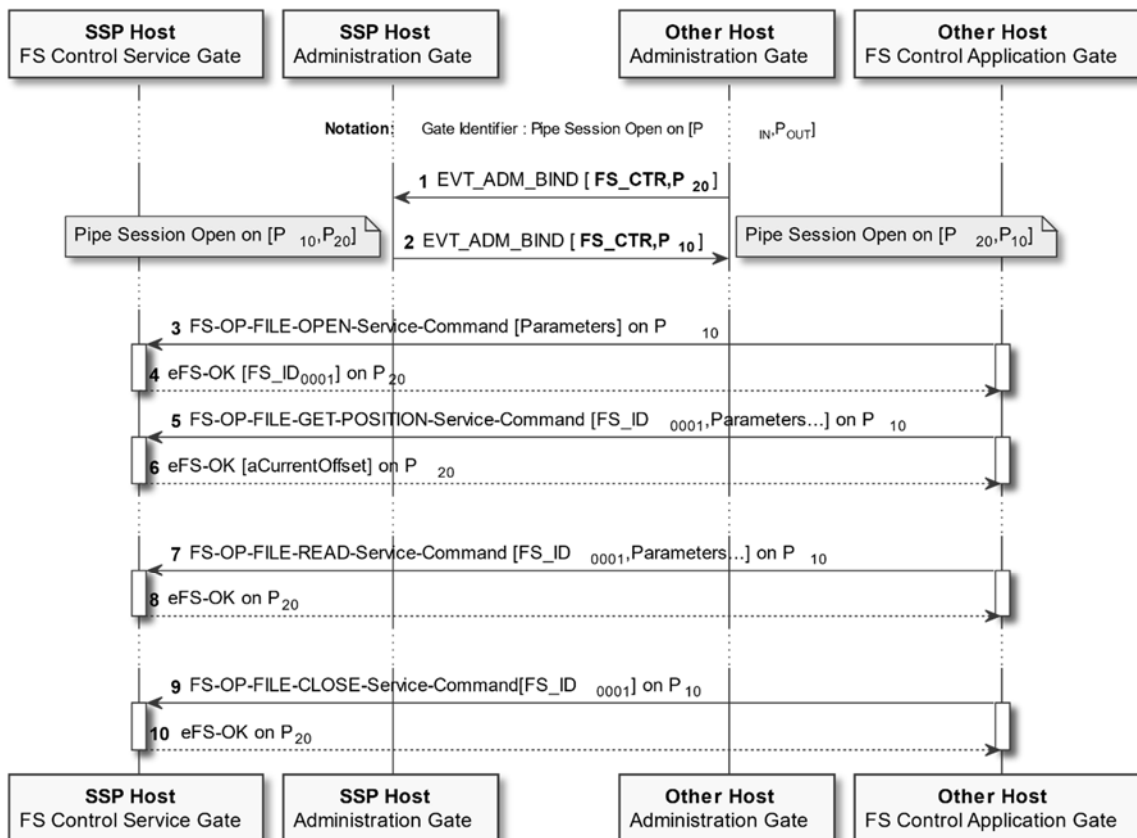 SSP Host
FS Control Service Gate
SSP Host
Administration Gate
Other Host
Administration Gate
Other Host
FS Control Application Gate
Notation: Gate Identifier : Pipe Session Open on [P IN,POUT]
1 EVT_ADM_BIND [ FS_CTR,P 20]
Pipe Session Open on [P 10,P20]
2 EVT_ADM_BIND [ FS_CTR,P 10]
Pipe Session Open on [P 20,P10]
3 FS-OP-FILE-OPEN-Service-Command [Parameters] on P 10
4 eFS-OK [FS_ID0001] on P20
5 FS-OP-FILE-GET-POSITION-Service-Command [FS_ID 0001,Parameters...] on P 10
6 eFS-OK [aCurrentOffset] on P 20
7 FS-OP-FILE-READ-Service-Command [FS_ID 0001,Parameters...] on P 10
8 eFS-OK on P20
9 FS-OP-FILE-CLOSE-Service-Command[FS_ID 0001] on P10
10 eFS-OK on P20
SSP Host
FS Control Service Gate
SSP Host
Administration Gate
Other Host
Administration Gate
Other Host
FS Control Application Gate